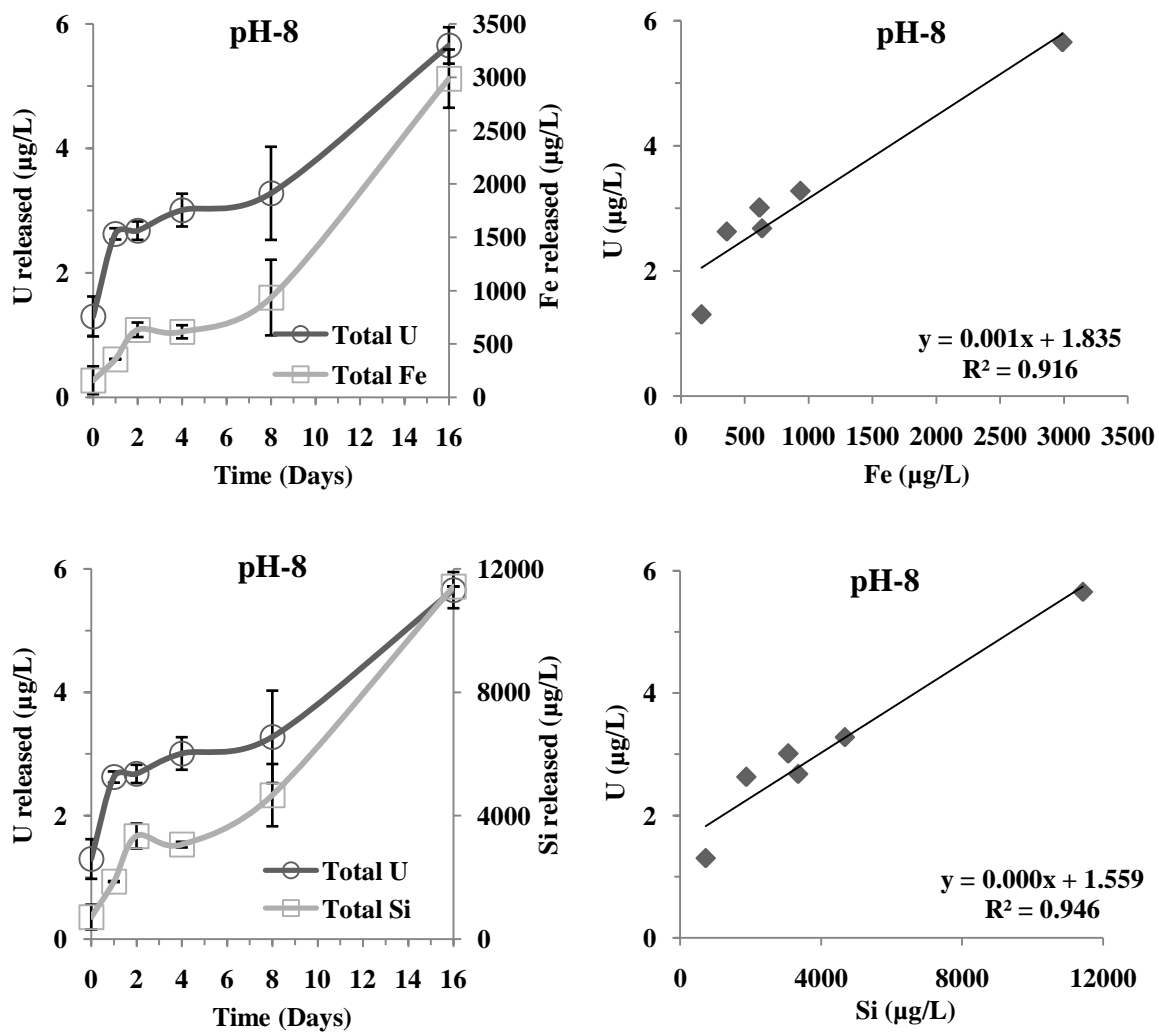 pH-8
U released (µg/L)
6
4
2
0
3500
3000
2500
2000
1500
1000
500
0
Fe released (µg/L)
Total U
Total Fe
0 2 4 6 8 10 12 14 16
Time (Days)
pH-8
U (µg/L)
6
4
2
0
y = 0.001x + 1.835
R² = 0.916
0 500 1000 1500 2000 2500 3000 3500
Fe (µg/L)
pH-8
U released (µg/L)
6
4
2
0
12000
8000
4000
0
Si released (µg/L)
Total U
Total Si
0 2 4 6 8 10 12 14 16
Time (Days)
pH-8
U (µg/L)
6
4
2
0
y = 0.000x + 1.559
R² = 0.946
0 4000 8000 12000
Si (µg/L)